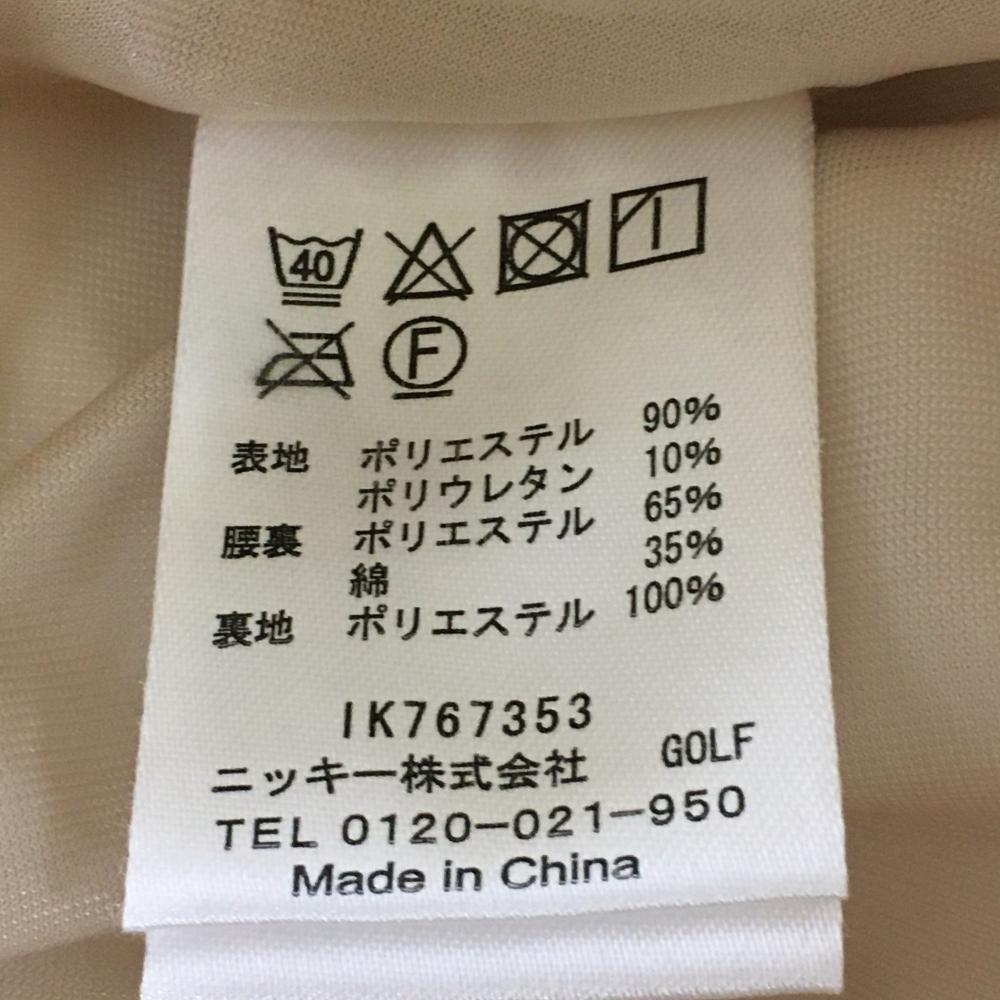 40
F
表地 ポリエステル 90%
ポリウレタン 10%
腰裏 ポリエステル 65%
綿 35%
裏地 ポリエステル 100%
IK767353
ニッキー株式会社 GOLF
TEL 0120-021-950
Made in China